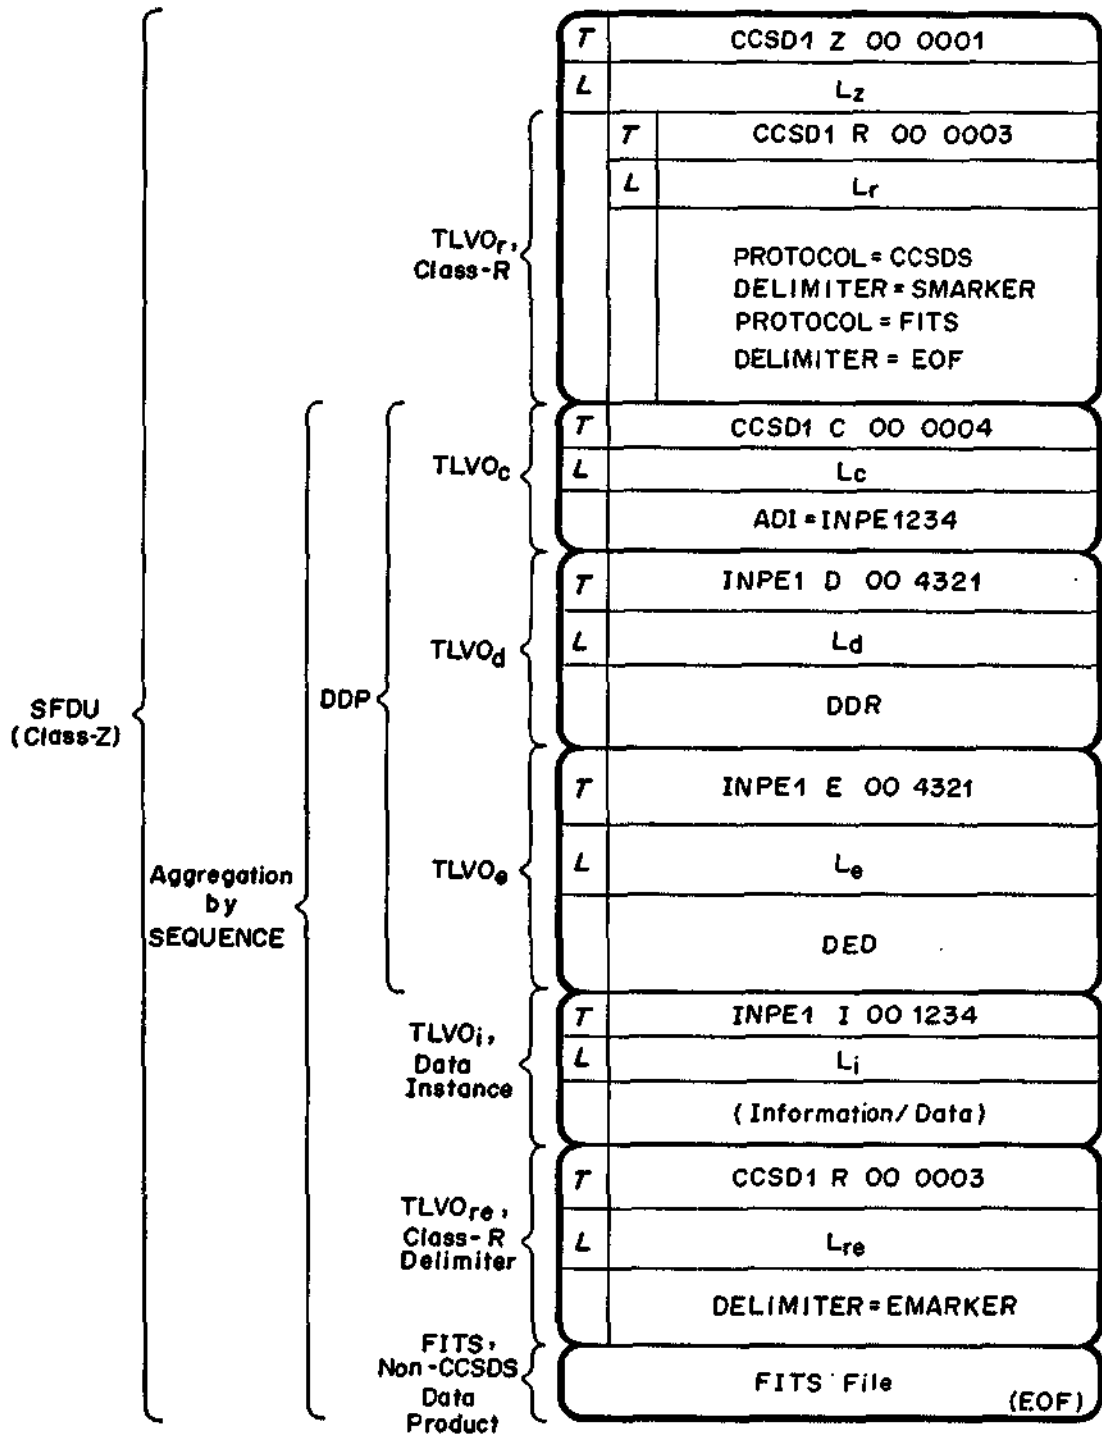 T CCSD1 Z 00 0001
L Lz
T CCSD1 R 00 0003
L Lr
TLVOr,
Class-R
PROTOCOL=CCSDS
DELIMITER=SMARKER
PROTOCOL=FITS
DELIMITER=EOF
TLVOc
T CCSD1 C 00 0004
L Lc
ADI=INPE1234
TLVOd
T INPE1 D 00 4321
L Ld
DDR
SFDU
(Class-Z)
DDP
TLVOe
T INPE1 E 00 4321
L Le
DED
Aggregation
by
SEQUENCE
TLVOi,
Data
Instance
T INPE1 I 00 1234
L Li
(Information/Data)
TLVOre,
Class-R
Delimiter
T CCSD1 R 00 0003
L Lre
DELIMITER=EMARKER
FITS,
Non-CCSDS
Data
Product
FITS File
(EOF)